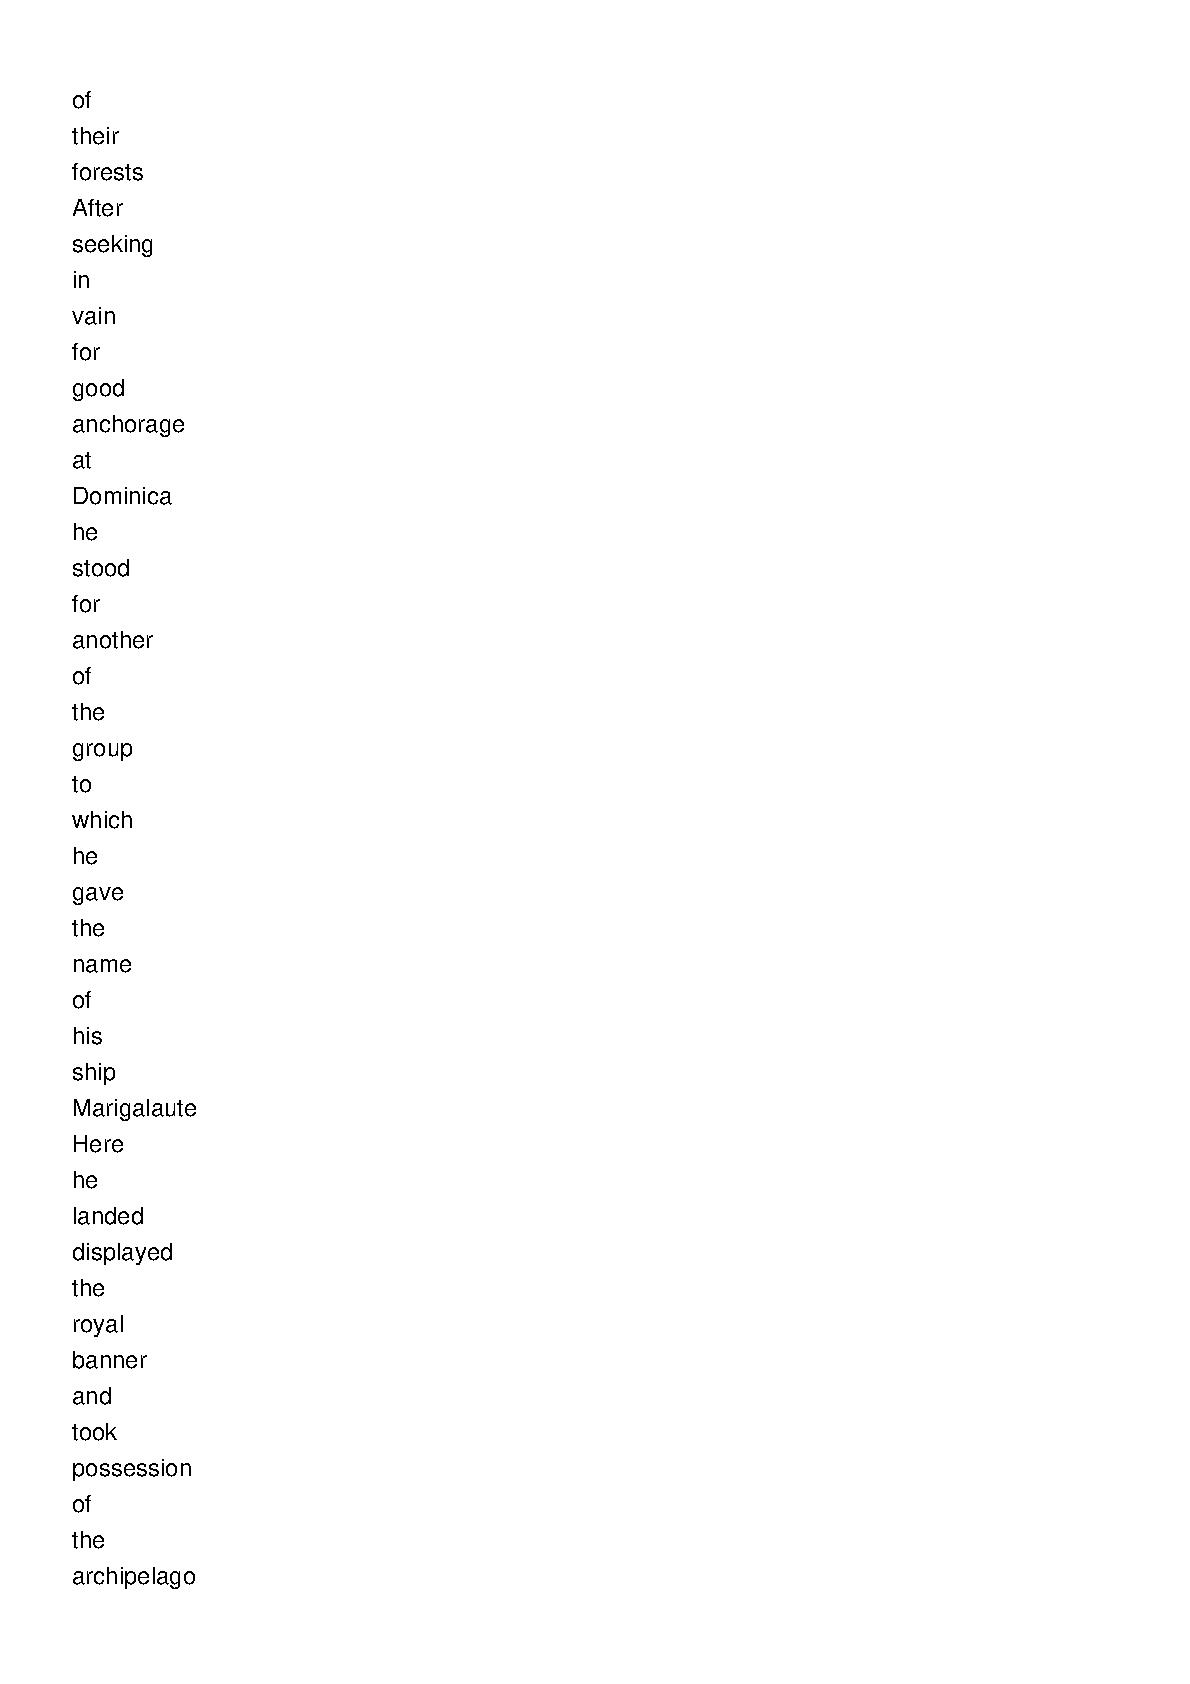 of
their
forests
After
seeking
in
vain
for
good
anchorage
at
Dominica
he
stood
for
another
of
the
group
to
which
he
gave
the
name
of
his
ship
Marigalaute
Here
he
landed
displayed
the
royal
banner
and
took
possession
of
the
archipelago